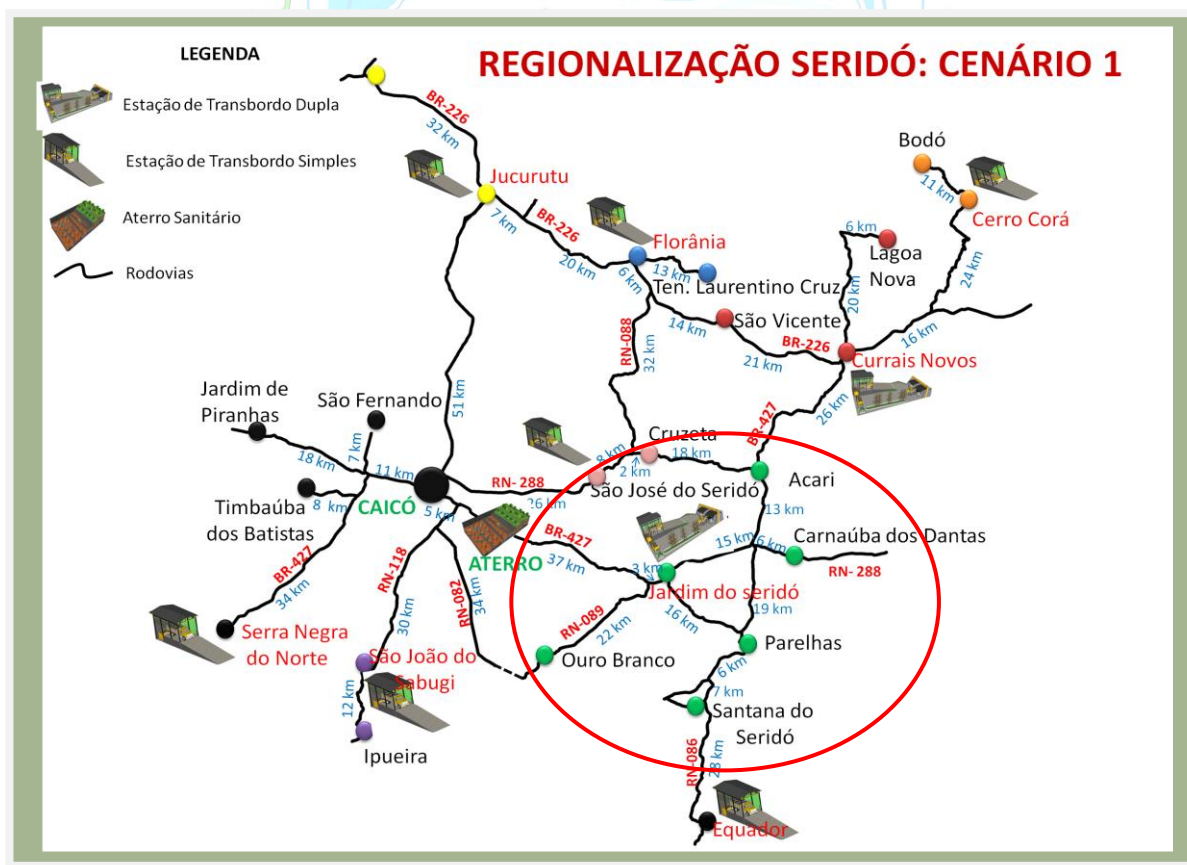 LEGENDA
REGIONALIZAÇÃO SERIDÓ: CENÁRIO 1
Estação de Transbordo Dupla
Estação de Transbordo Simples
Aterro Sanitário
Rodovias
BR-226
32 km
Jucurutu
7 km
BR-226
20 km
Florânia
6 km
13 km
Ten. Laurentino Cruz
Bodó
11 km
Cerro Corá
6 km
Lagoa
Nova
20 km
24 km
14 km
São Vicente
21 km
BR-226
16 km
Currais Novos
RN-088
32 km
26 km
BR-427
Jardim de
Piranhas
São Fernando
51 km
7 km
18 km
11 km
Timbaúba
dos Batistas
8 km
CAICÓ
5 km
RN- 288
26 km
8 km
2 km
Cruzeta
18 km
São José do Seridó
Acari
13 km
ATERRO
BR-427
37 km
15 km
6 km
Carnaúba dos Dantas
RN- 288
3 km
Jardim do seridó
BR-427
34 km
RN-118
30 km
RN-082
34 km
RN-089
22 km
16 km
19 km
Serra Negra
do Norte
São João do
Sabugi
Ouro Branco
Parelhas
6 km
7 km
12 km
Ipueira
Santana do
Seridó
RN-086
28 km
Equador